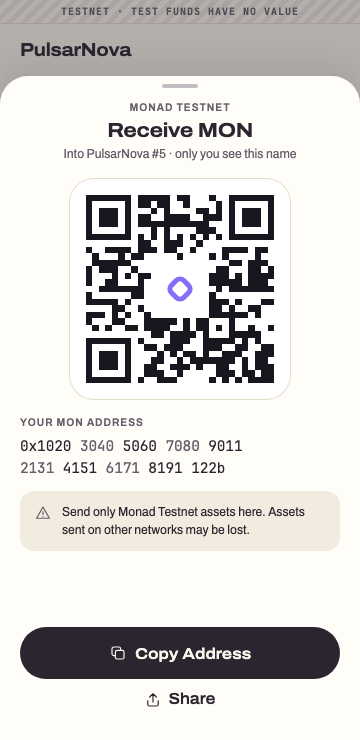 TESTNET · TEST FUNDS HAVE NO VALUE
PulsarNova
MONAD TESTNET
Receive MON
Into PulsarNova #5 · only you see this name
YOUR MON ADDRESS
0x1020 3040 5060 7080 9011
2131 4151 6171 8191 122b
Send only Monad Testnet assets here. Assets
sent on other networks may be lost.
Copy Address
Share